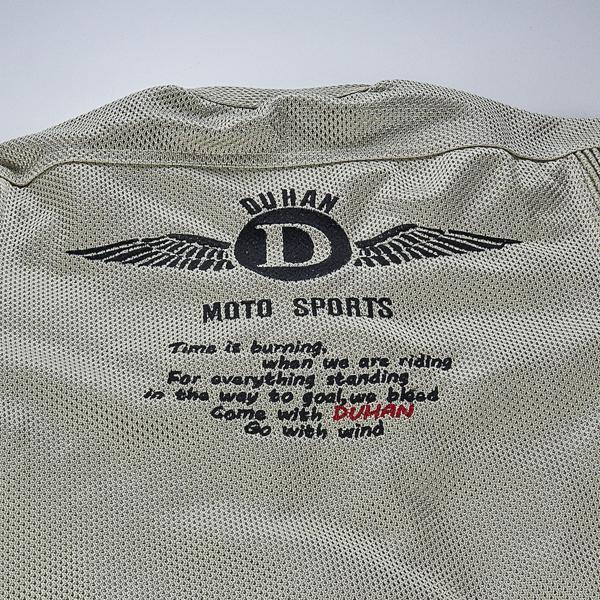 DUHAN
D
MOTO SPORTS
Time is burning,
when we are riding
For everything standing
in the way to goal, we bleed
Come with DUHAN
Go with wind